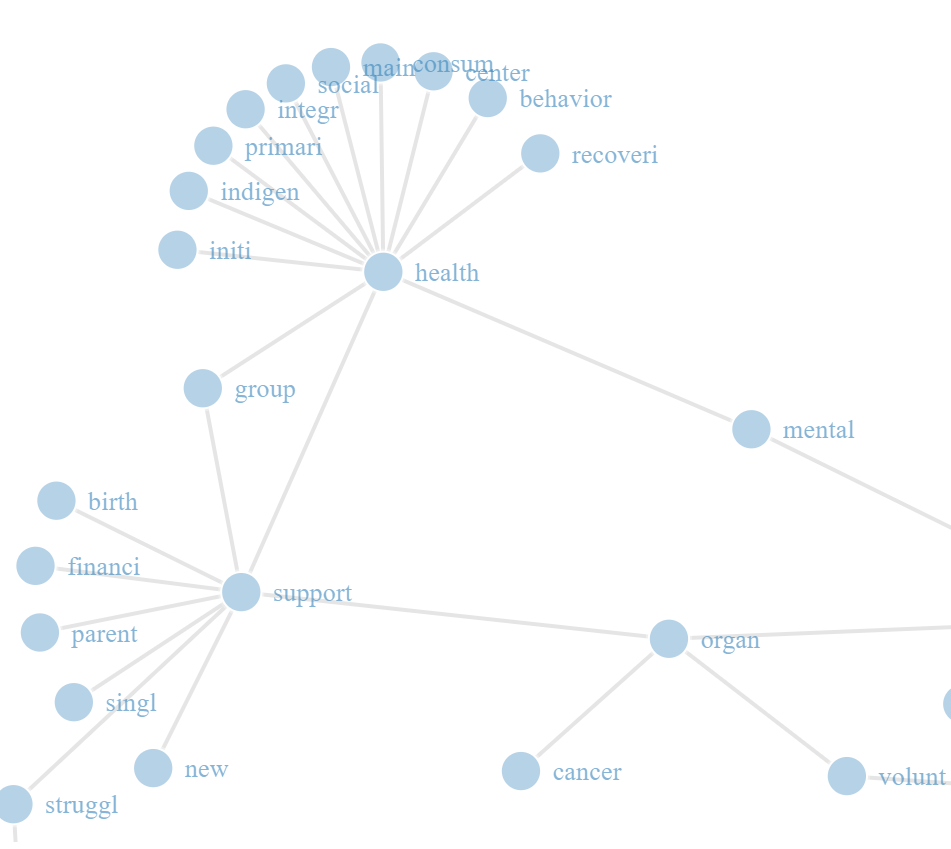 main
consum
center
social
behavior
integr
primari
recoveri
indigen
initi
health
group
mental
birth
financi
support
parent
organ
singl
new
cancer
volunt
struggl